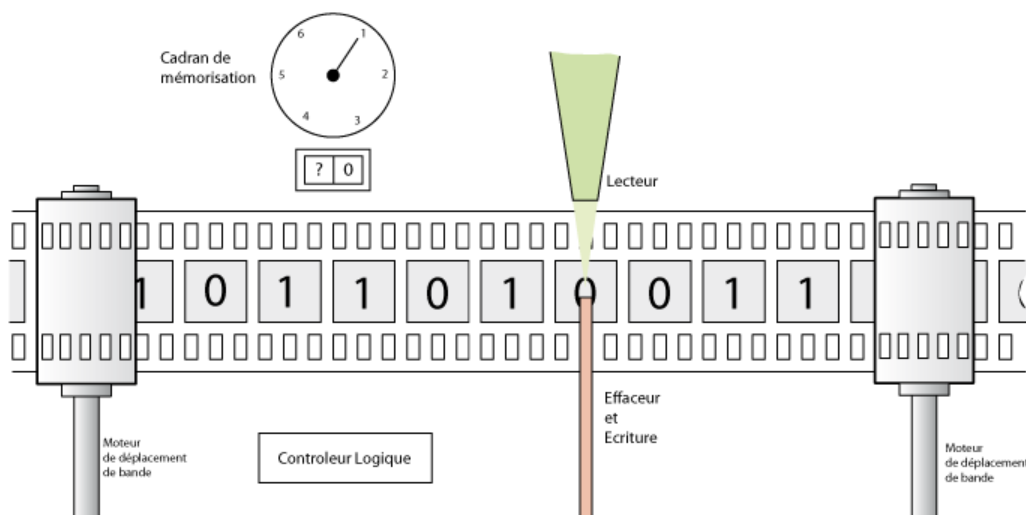 6
1
5
2
4
3
Cadran de
mémorisation
? 0
Lecteur
1 0 1 1 0 1 0 0 1 1
Effaceur
et
Ecriture
Moteur
de déplacement
de bande
Controleur Logique
Moteur
de déplacement
de bande